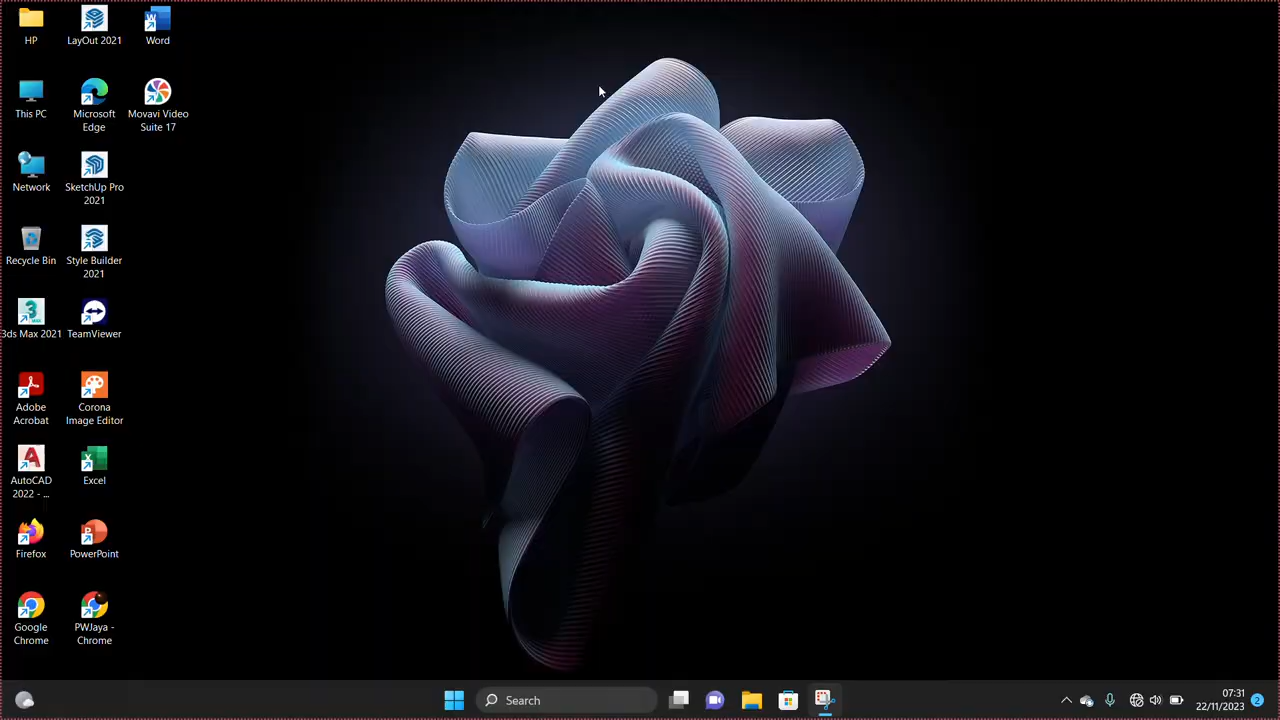 HP
LayOut 2021
Word
This PC
Microsoft
Edge
Movavi Video
Suite 17
Network
SketchUp Pro
2021
Recycle Bin
Style Builder
2021
3ds Max 2021
TeamViewer
Adobe
Acrobat
Corona
Image Editor
AutoCAD
2022 - ...
Excel
Firefox
PowerPoint
Google
Chrome
PWJaya -
Chrome
Search
07:31
22/11/2023
2